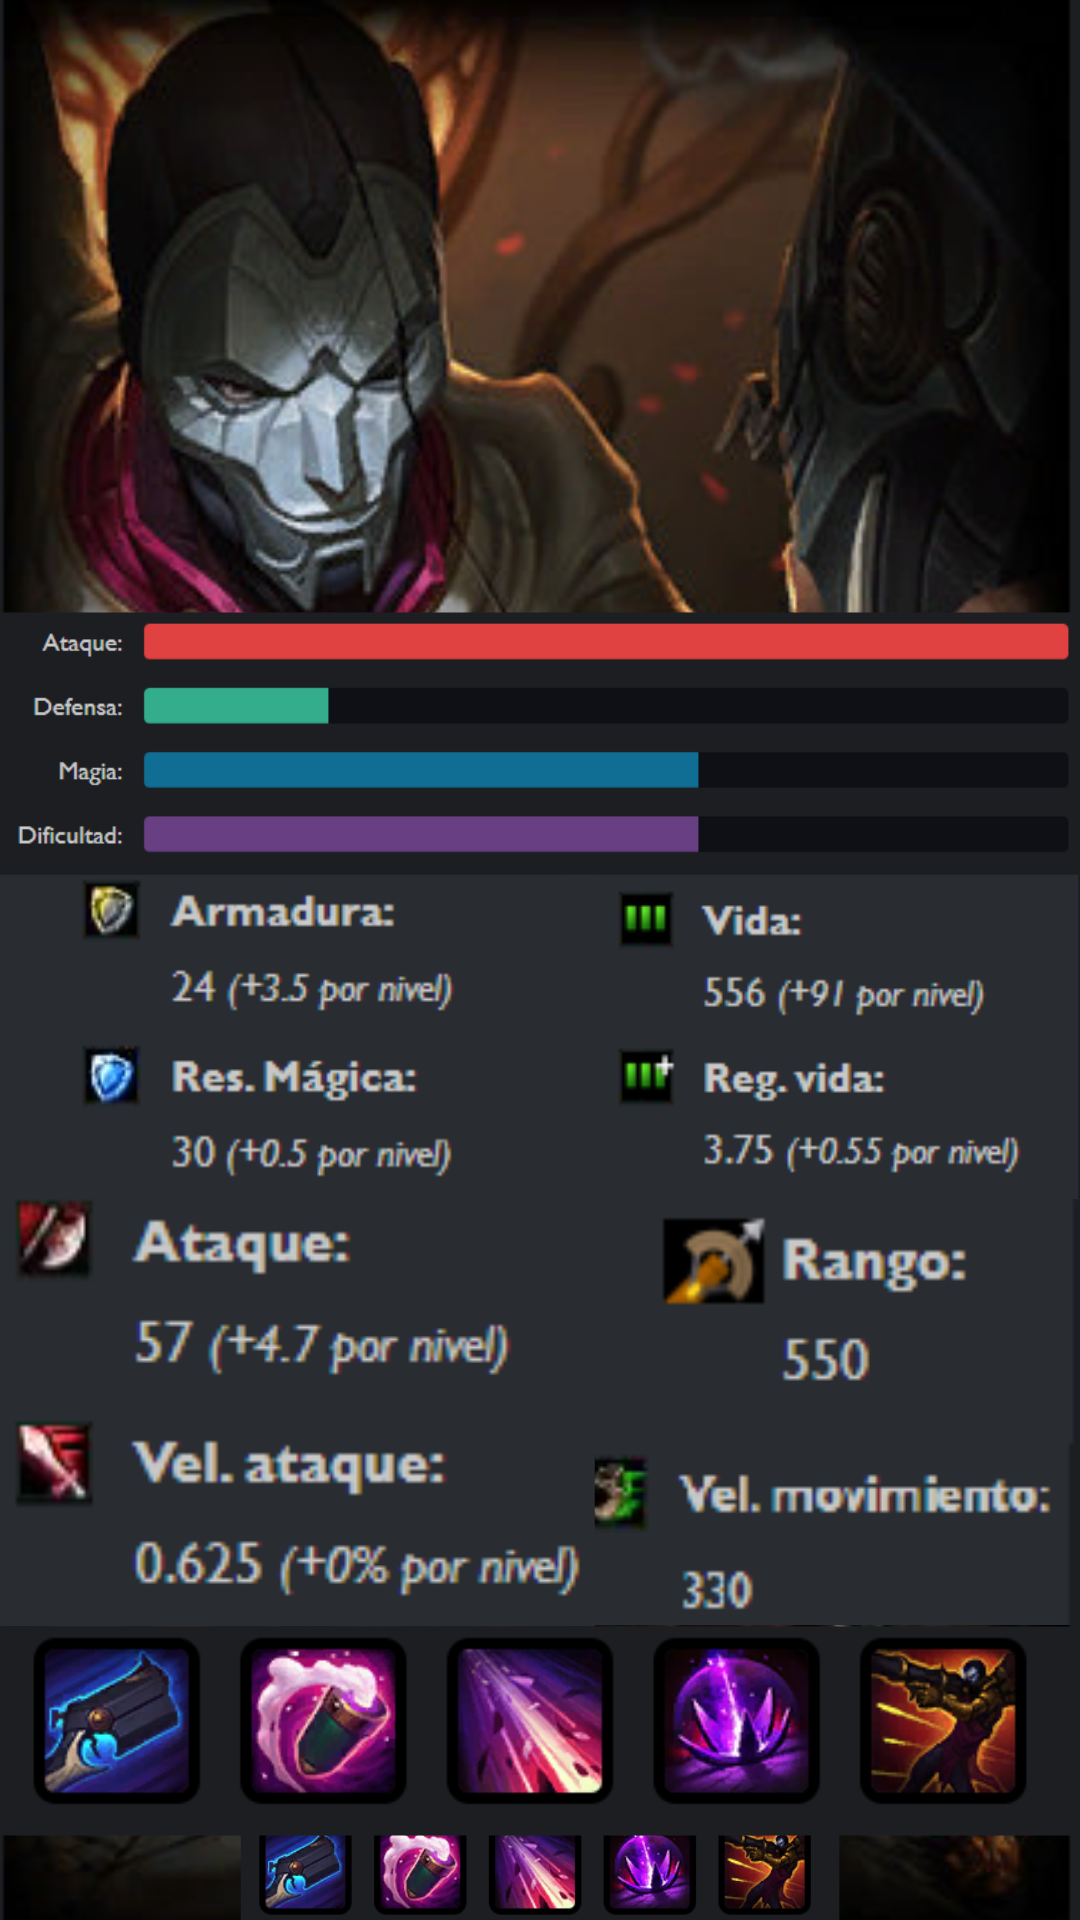 Ataque:
Defensa:
Magia:
Dificultad:
Armadura:
24 (+3.5 por nivel)
Vida:
556 (+91 por nivel)
Res. Mágica:
30 (+0.5 por nivel)
Reg. vida:
3.75 (+0.55 por nivel)
Ataque:
57 (+4.7 por nivel)
Rango:
550
Vel. ataque:
0.625 (+0% por nivel)
Vel. movimiento:
330